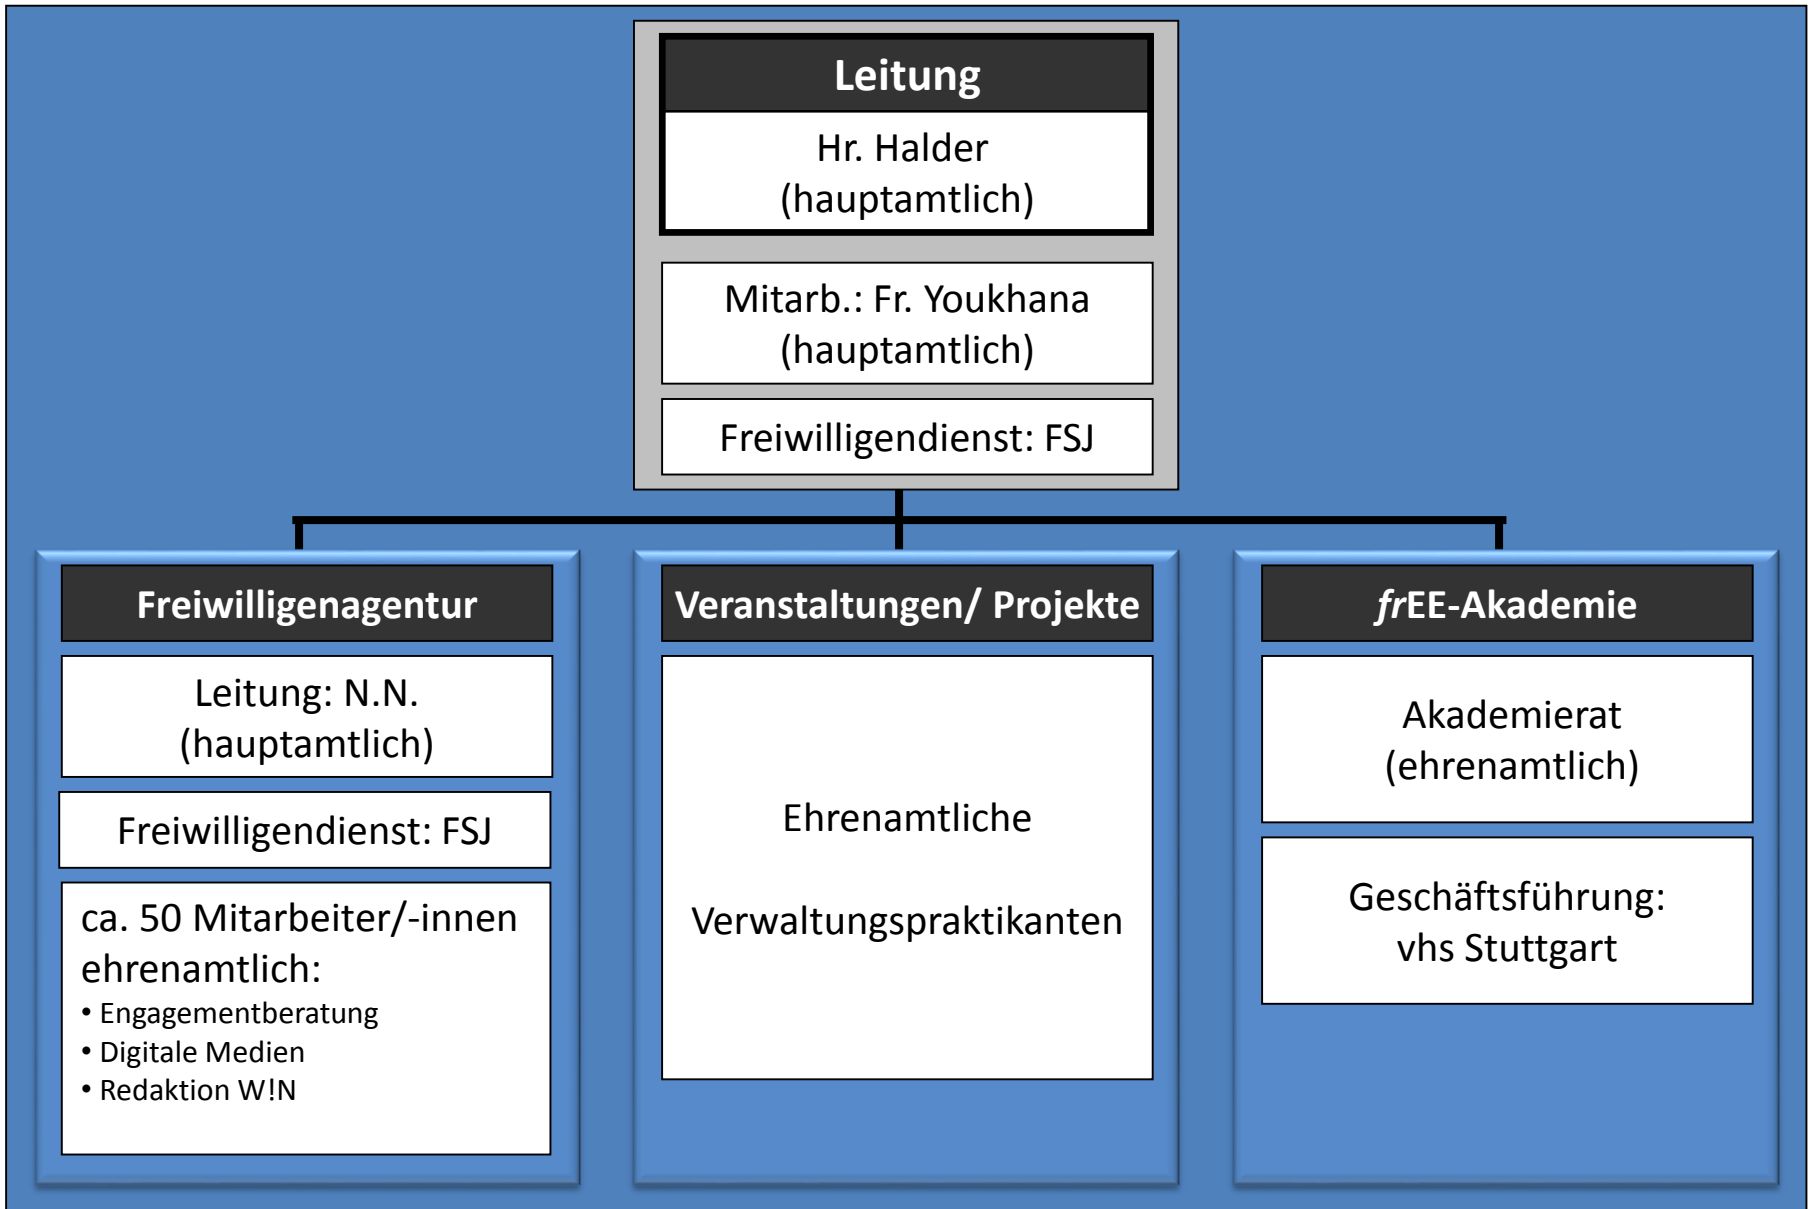 Leitung
Hr. Halder
(hauptamtlich)
Mitarb.: Fr. Youkhana
(hauptamtlich)
Freiwilligendienst: FSJ
Freiwilligenagentur
Leitung: N.N.
(hauptamtlich)
Freiwilligendienst: FSJ
ca. 50 Mitarbeiter/-innen
ehrenamtlich:
• Engagementberatung
• Digitale Medien
• Redaktion W!N
Veranstaltungen/ Projekte
Ehrenamtliche
Verwaltungspraktikanten
frEE-Akademie
Akademierat
(ehrenamtlich)
Geschäftsführung:
vhs Stuttgart